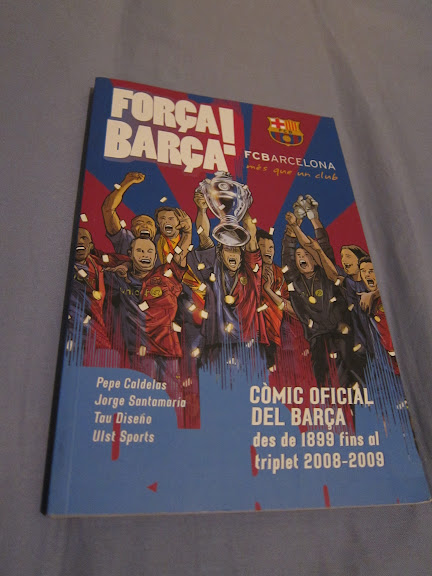 FORÇA
BARÇA!
FCBARCELONA
més que un club
Pepe Caldelas
Jorge Santamaría
Tau Diseño
U1st Sports
CÒMIC OFICIAL
DEL BARÇA
des de 1899 fins al
triplet 2008-2009